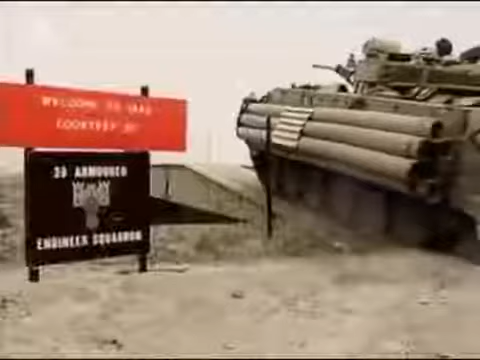 WELCOME TO IRAQ
COURTESY OF
39 ARMOURED
ENGINEER SQUADRON